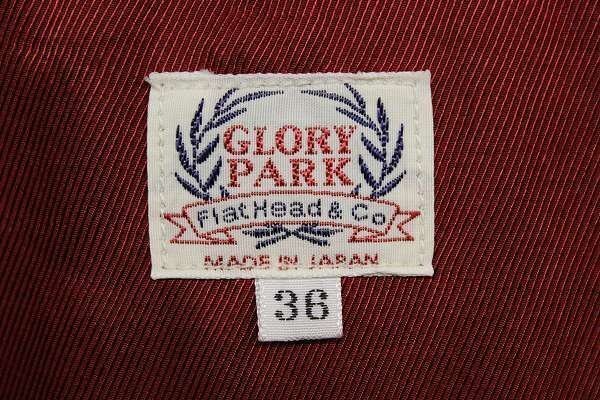 GLORY
PARK
FlatHead & Co
MADE IN JAPAN
36